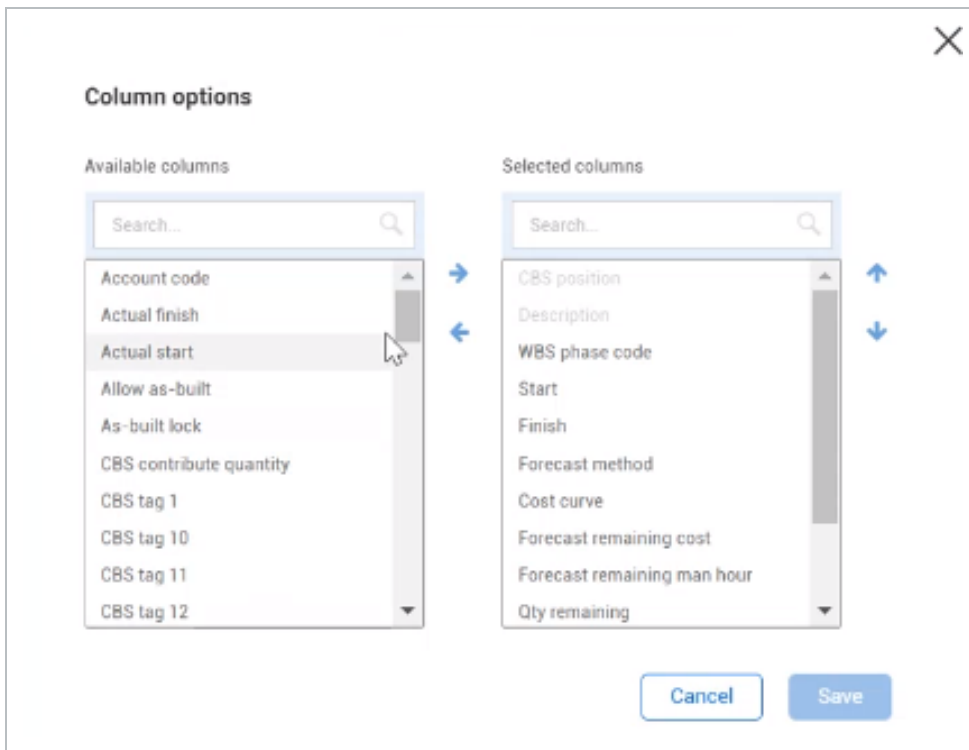 Column options
Available columns
Search...
Account code
Actual finish
Actual start
Allow as-built
As-built lock
CBS contribute quantity
CBS tag 1
CBS tag 10
CBS tag 11
CBS tag 12
Selected columns
Search...
CBS position
Description
WBS phase code
Start
Finish
Forecast method
Cost curve
Forecast remaining cost
Forecast remaining man hour
Qty remaining
Cancel
Save